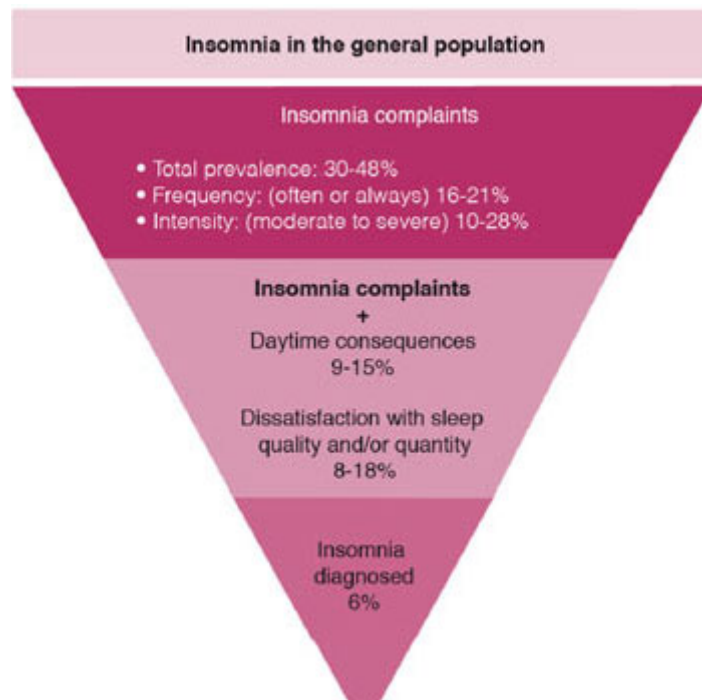 Insomnia in the general population
Insomnia complaints
• Total prevalence: 30-48%
• Frequency: (often or always) 16-21%
• Intensity: (moderate to severe) 10-28%
Insomnia complaints
+
Daytime consequences
9-15%
Dissatisfaction with sleep
quality and/or quantity
8-18%
Insomnia
diagnosed
6%